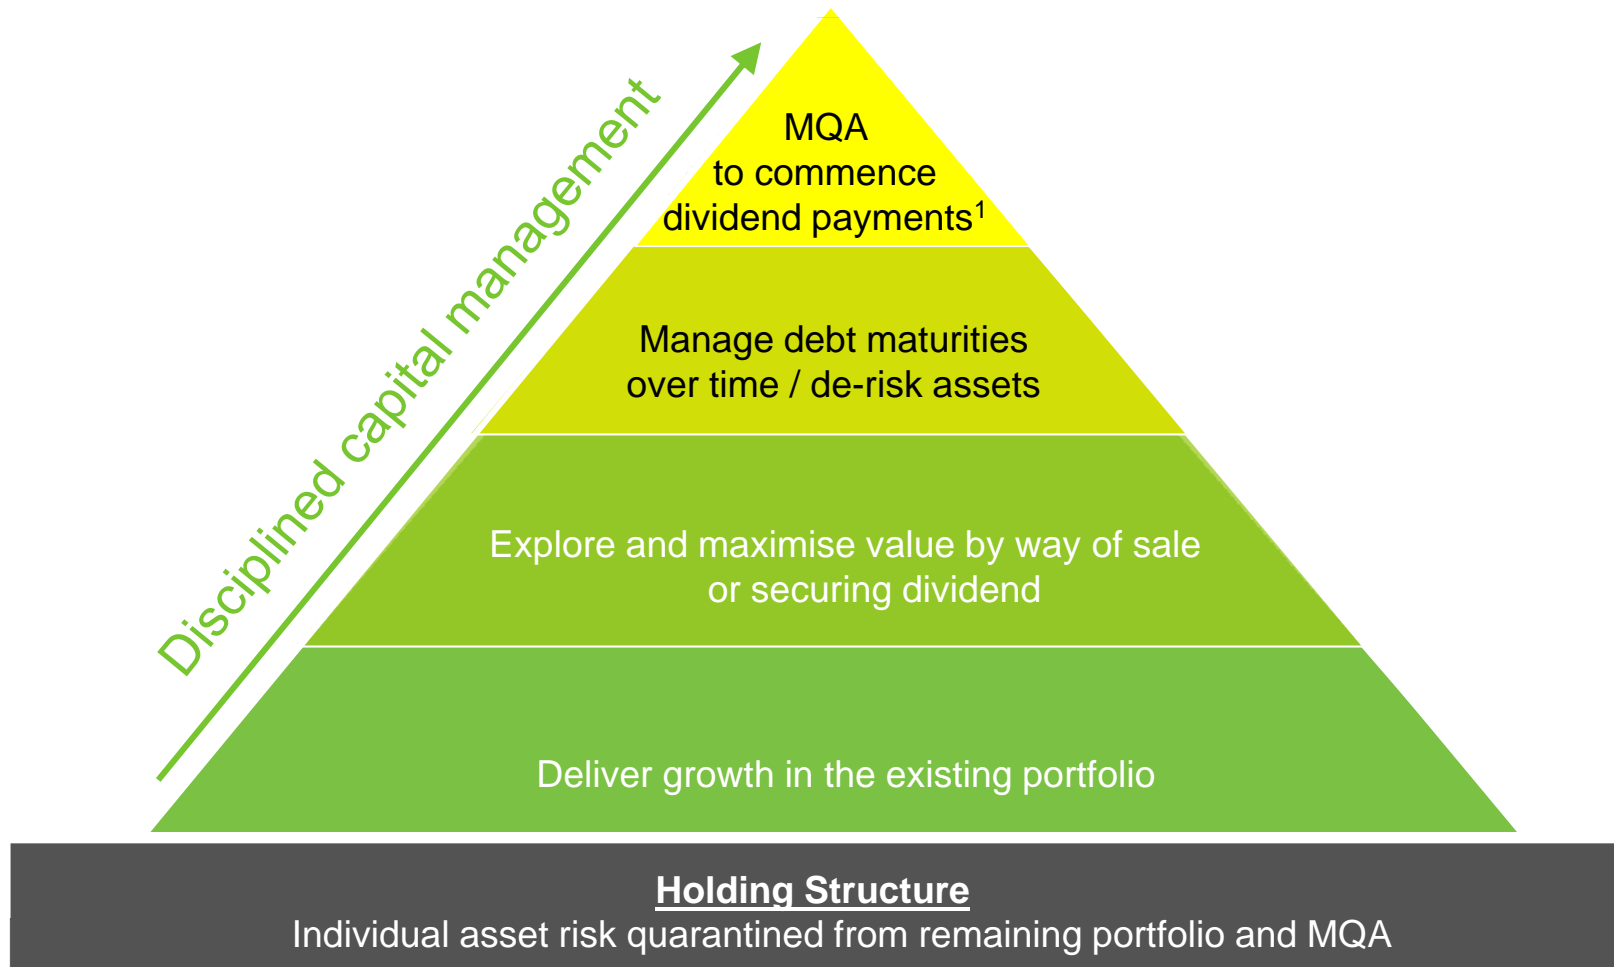 Disciplined capital management
MQA
to commence
dividend payments¹
Manage debt maturities
over time / de-risk assets
Explore and maximise value by way of sale
or securing dividend
Deliver growth in the existing portfolio
Holding Structure
Individual asset risk quarantined from remaining portfolio and MQA